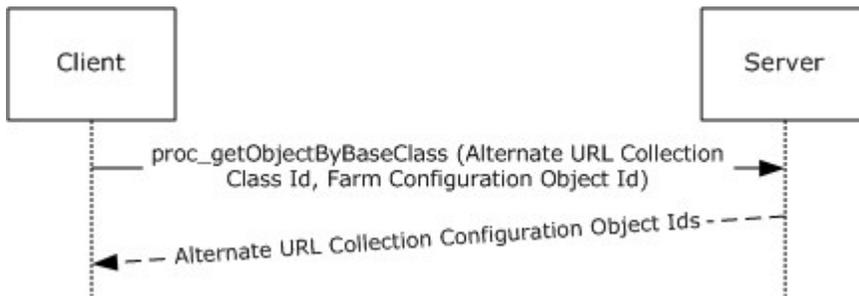 Client
Server
proc_getObjectByBaseClass (Alternate URL Collection
Class Id, Farm Configuration Object Id)
Alternate URL Collection Configuration Object Ids